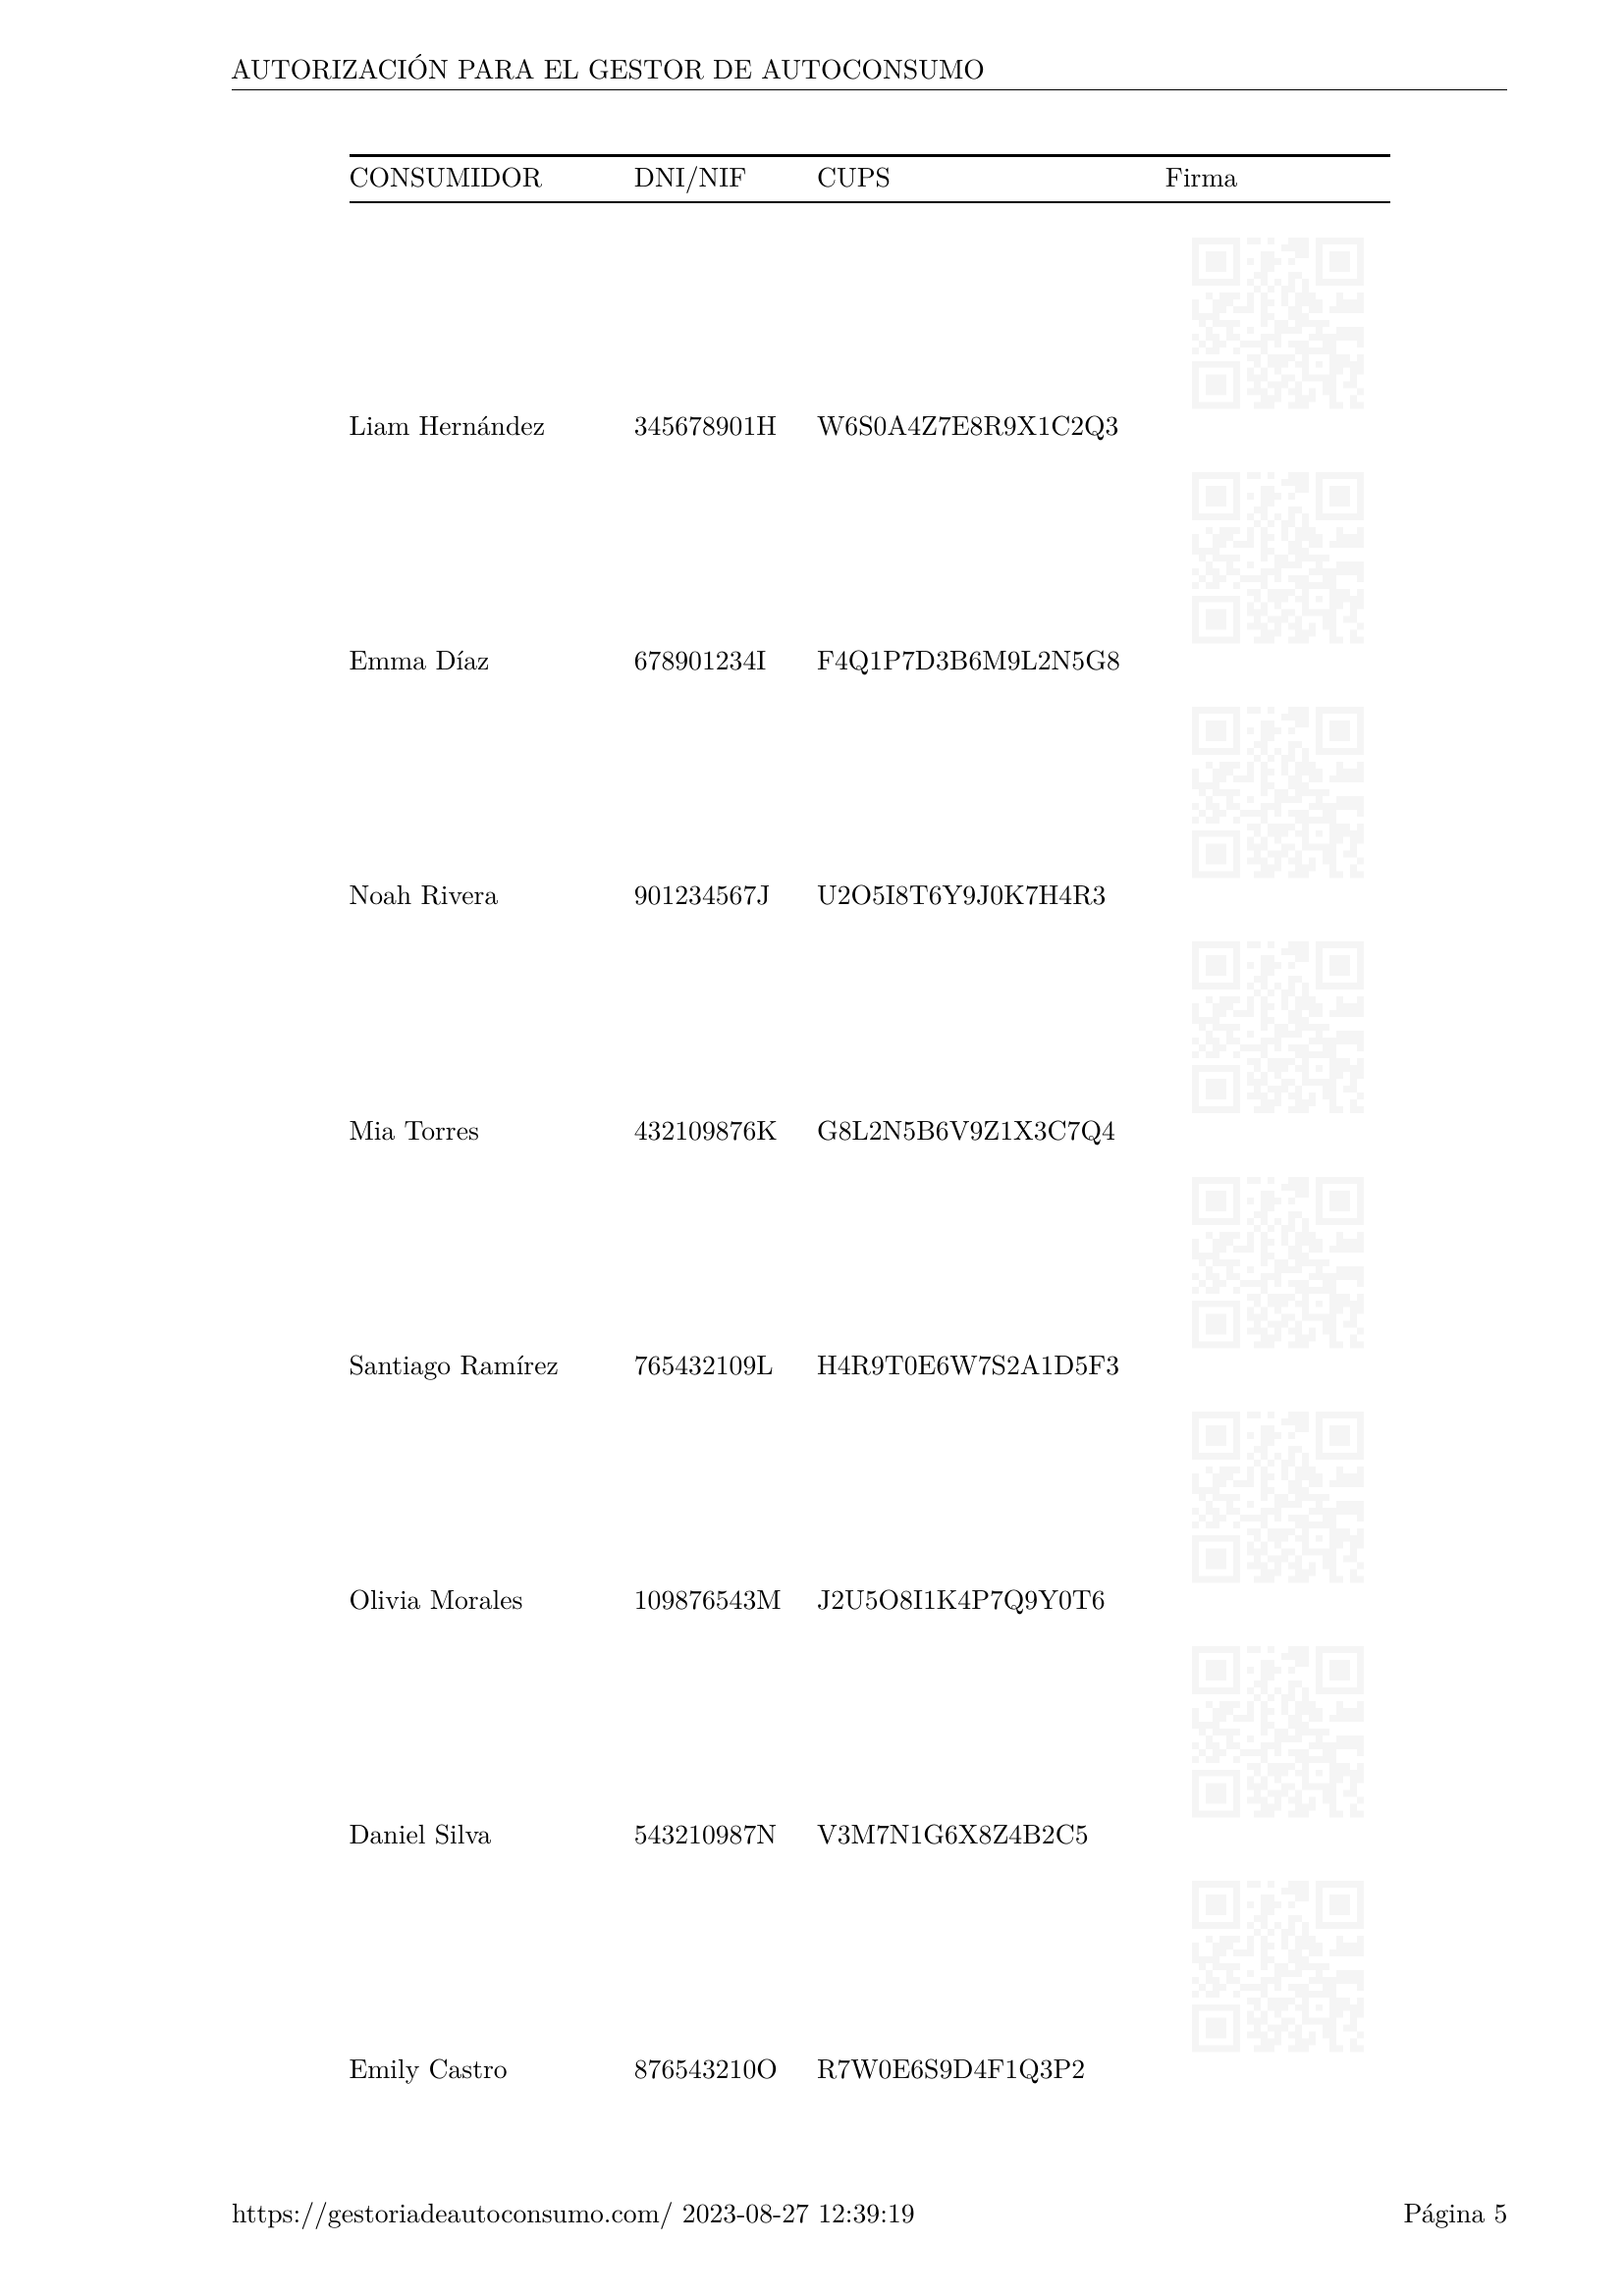 AUTORIZACIÓN PARA EL GESTOR DE AUTOCONSUMO
CONSUMIDOR DNI/NIF CUPS Firma
Liam Hernández 345678901H W6S0A4Z7E8R9X1C2Q3
Emma Díaz 678901234I F4Q1P7D3B6M9L2N5G8
Noah Rivera 901234567J U2O5I8T6Y9J0K7H4R3
Mia Torres 432109876K G8L2N5B6V9Z1X3C7Q4
Santiago Ramírez 765432109L H4R9T0E6W7S2A1D5F3
Olivia Morales 109876543M J2U5O8I1K4P7Q9Y0T6
Daniel Silva 543210987N V3M7N1G6X8Z4B2C5
Emily Castro 876543210O R7W0E6S9D4F1Q3P2
https://gestoriadeautoconsumo.com/ 2023-08-27 12:39:19 Página 5